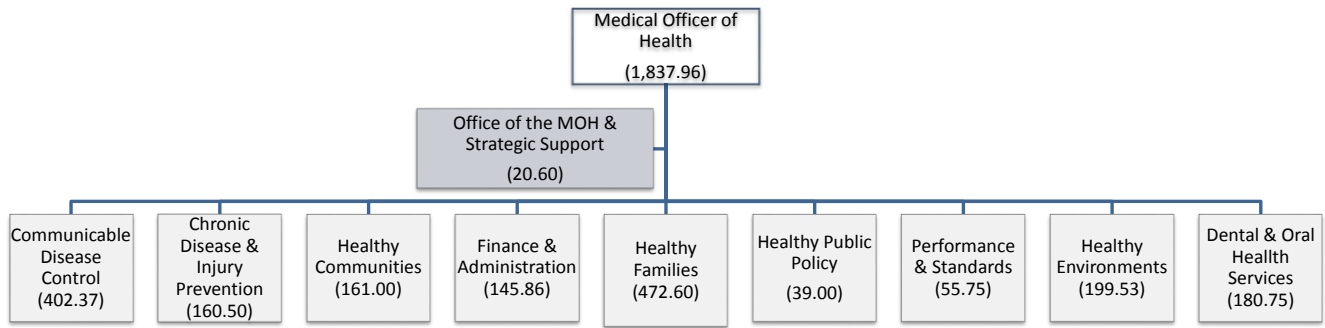 Medical Officer of
Health
(1,837.96)
Office of the MOH &
Strategic Support
(20.60)
Communicable
Disease
Control
(402.37)
Chronic
Disease &
Injury
Prevention
(160.50)
Healthy
Communities
(161.00)
Finance &
Administration
(145.86)
Healthy
Families
(472.60)
Healthy Public
Policy
(39.00)
Performance
& Standards
(55.75)
Healthy
Environments
(199.53)
Dental & Oral
Heallth
Services
(180.75)